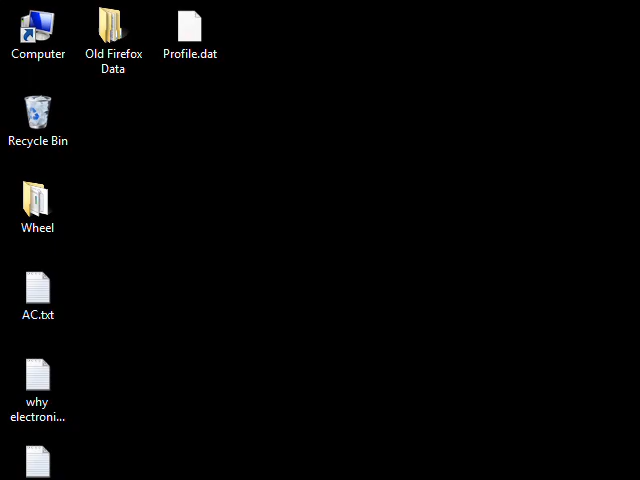 Computer
Old Firefox
Data
Profile.dat
Recycle Bin
Wheel
AC.txt
why
electroni...